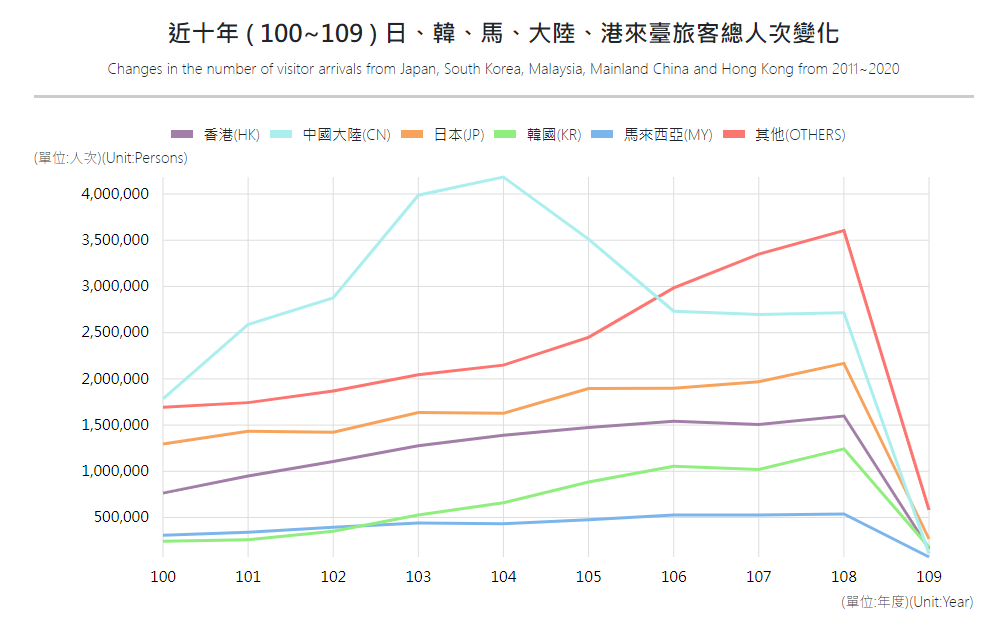 近十年 ( 100~109 ) 日、韓、馬、大陸、港來臺旅客總人次變化
Changes in the number of visitor arrivals from Japan, South Korea, Malaysia, Mainland China and Hong Kong from 2011~2020
香港(HK) 中國大陸(CN) 日本(JP) 韓國(KR) 馬來西亞(MY) 其他(OTHERS)
(單位:人次)(Unit:Persons)
4,000,000
3,500,000
3,000,000
2,500,000
2,000,000
1,500,000
1,000,000
500,000
100 101 102 103 104 105 106 107 108 109
(單位:年度)(Unit:Year)